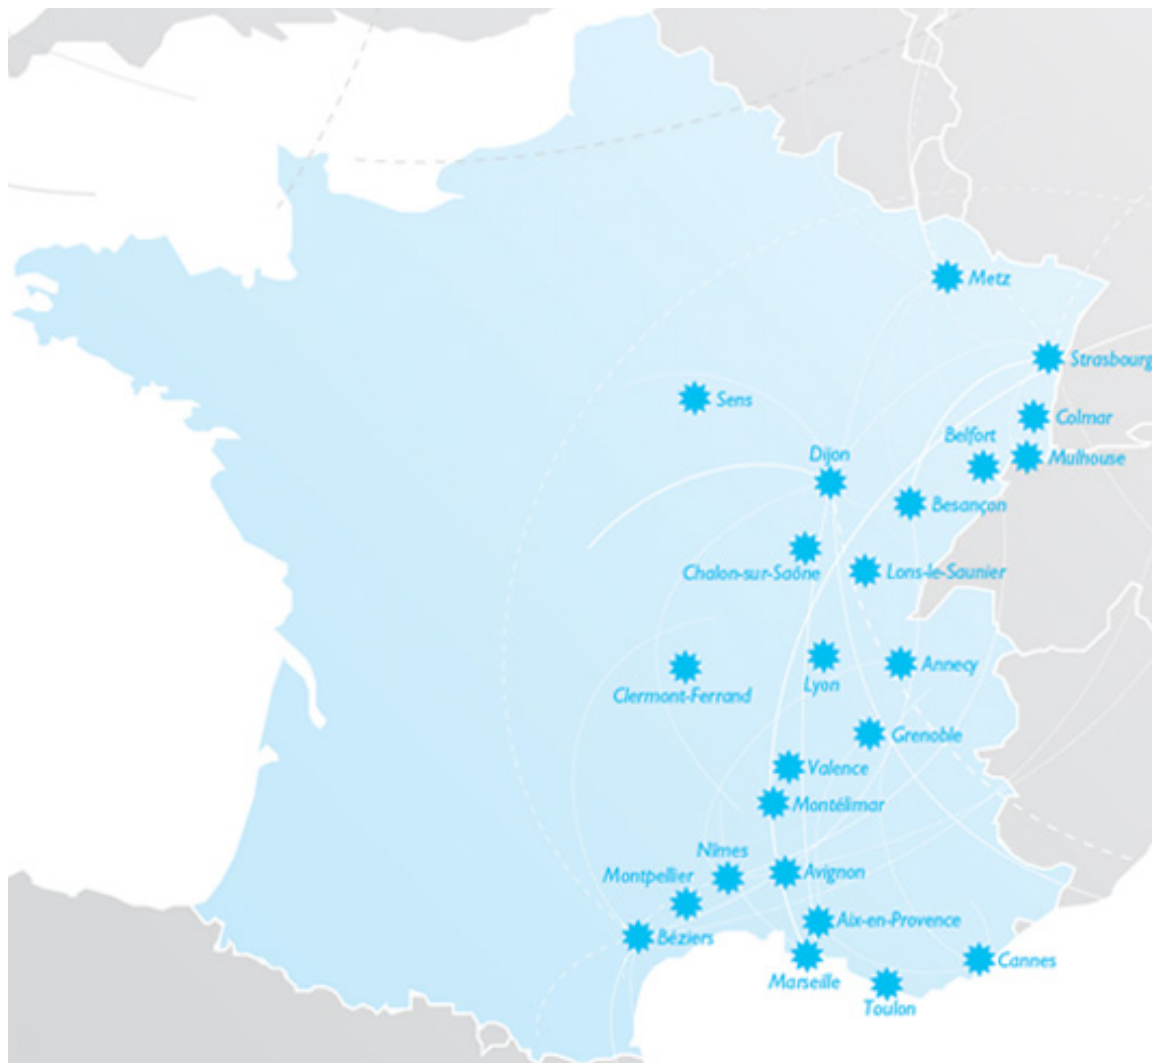 Metz
Strasbourg
Sens
Colmar
Belfort
Mulhouse
Dijon
Besançon
Chalon-sur-Saône
Lons-le-Saunier
Annecy
Lyon
Clermont-Ferrand
Grenoble
Valence
Montélimar
Nîmes
Avignon
Montpellier
Aix-en-Provence
Béziers
Cannes
Marseille
Toulon